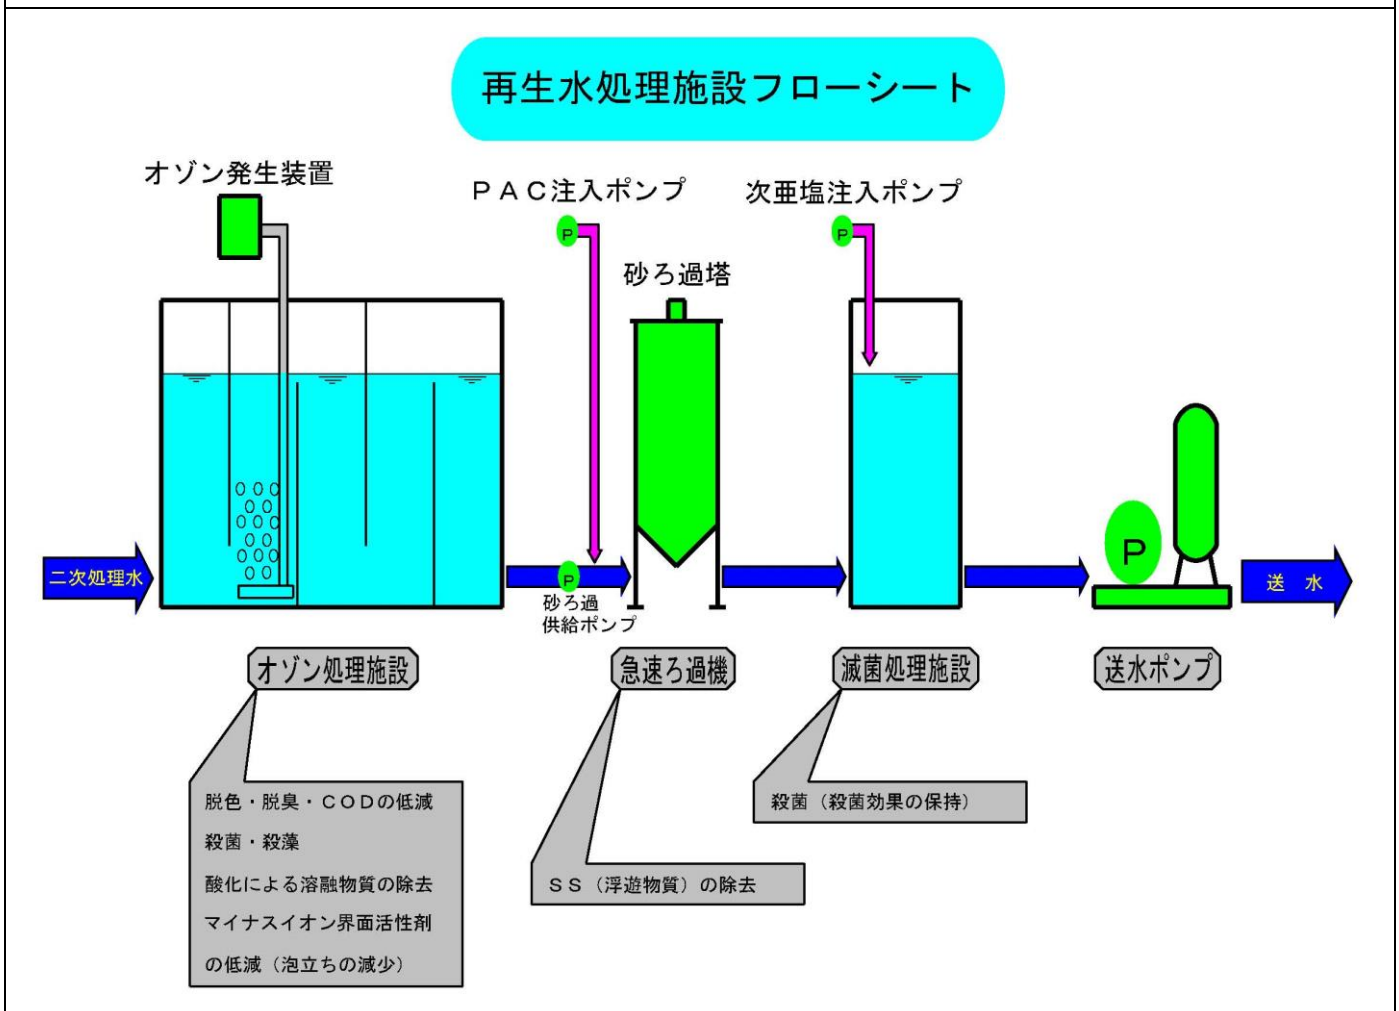 再生水処理施設フローシート
オゾン発生装置
ＰＡＣ注入ポンプ
次亜塩注入ポンプ
P
P
砂ろ過塔
二次処理水
P
砂ろ過
供給ポンプ
P
送　水
オゾン処理施設
急速ろ過機
滅菌処理施設
送水ポンプ
脱色・脱臭・ＣＯＤの低減
殺菌・殺藻
酸化による溶融物質の除去
マイナスイオン界面活性剤
の低減（泡立ちの減少）
ＳＳ（浮遊物質）の除去
殺菌（殺菌効果の保持）